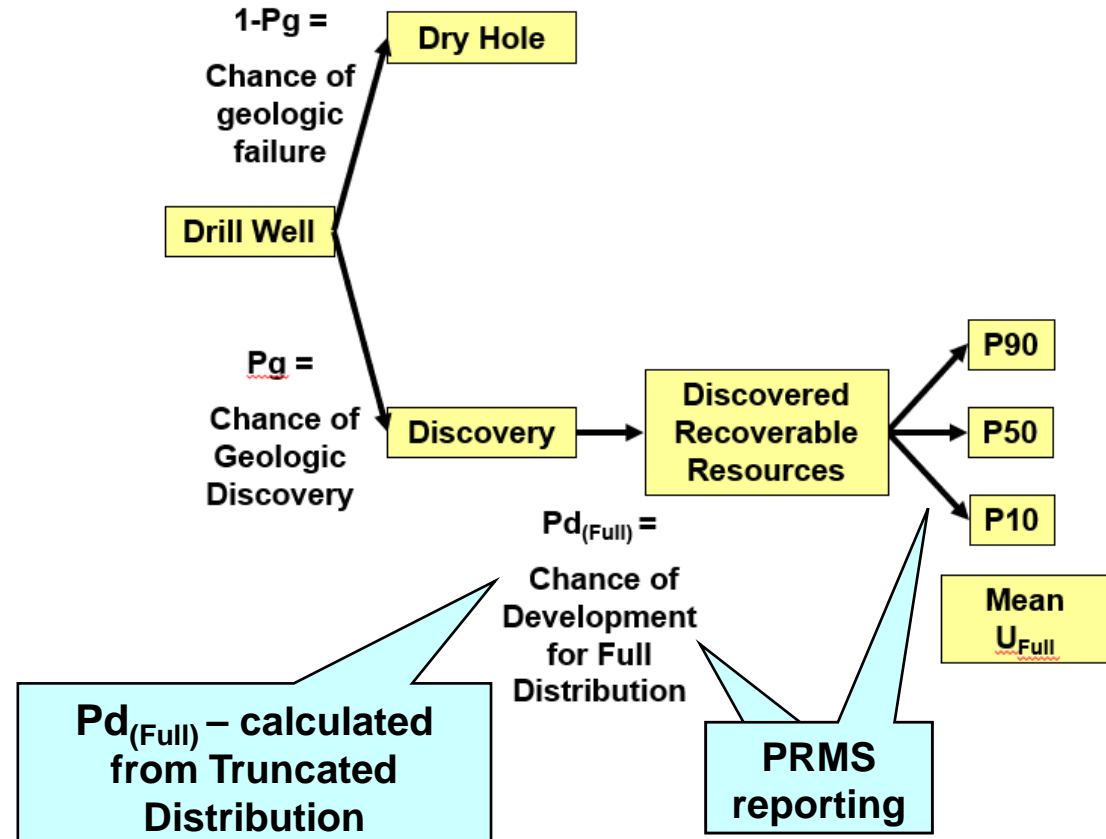 1-Pg =
Chance of
geologic
failure
Dry Hole
Drill Well
Pg =
Chance of
Geologic
Discovery
Discovery
Discovered
Recoverable
Resources
P90
P50
P10
Mean
U_Full
Pd(Full) =
Chance of
Development
for Full
Distribution
Pd(Full) – calculated
from Truncated
Distribution
PRMS
reporting